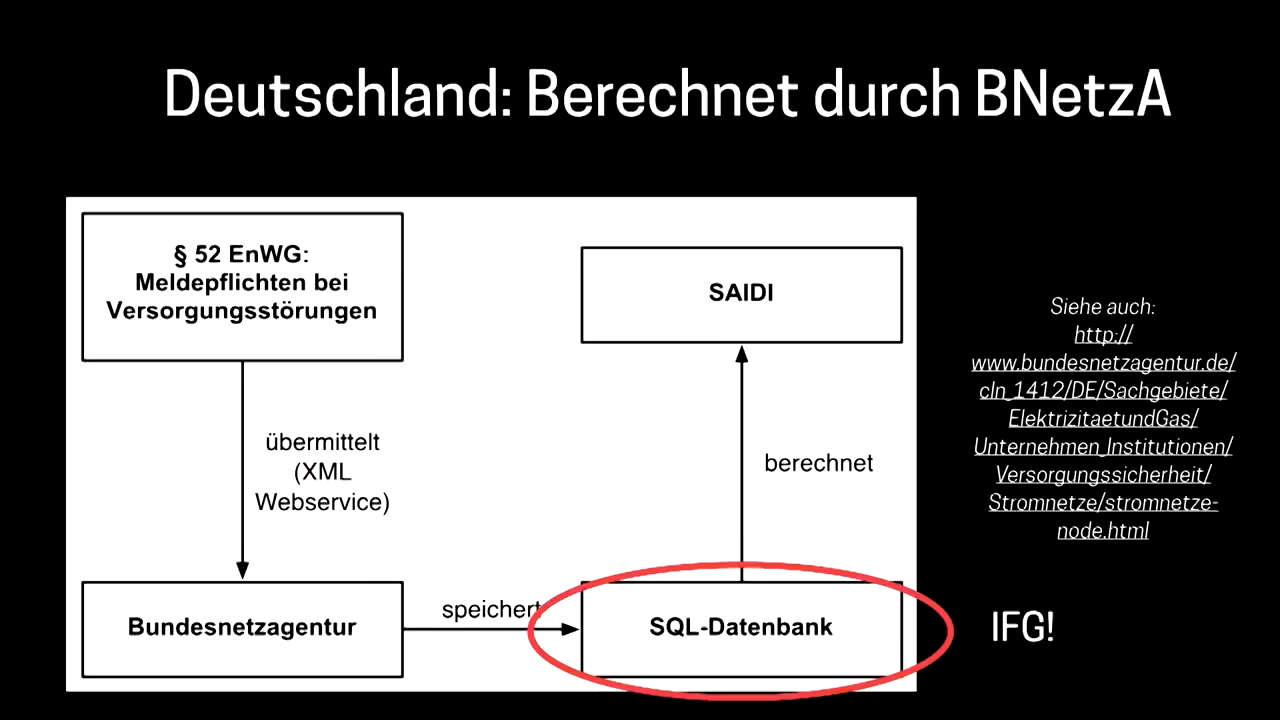 Deutschland: Berechnet durch BNetzA
§ 52 EnWG:
Meldepflichten bei
Versorgungsstörungen
SAIDI
übermittelt
(XML
Webservice)
berechnet
Bundesnetzagentur
speichert
SQL-Datenbank
Siehe auch:
http://
www.bundesnetzagentur.de/
cln_1412/DE/Sachgebiete/
ElektrizitaetundGas/
Unternehmen_Institutionen/
Versorgungssicherheit/
Stromnetze/stromnetze-
node.html
IFG!